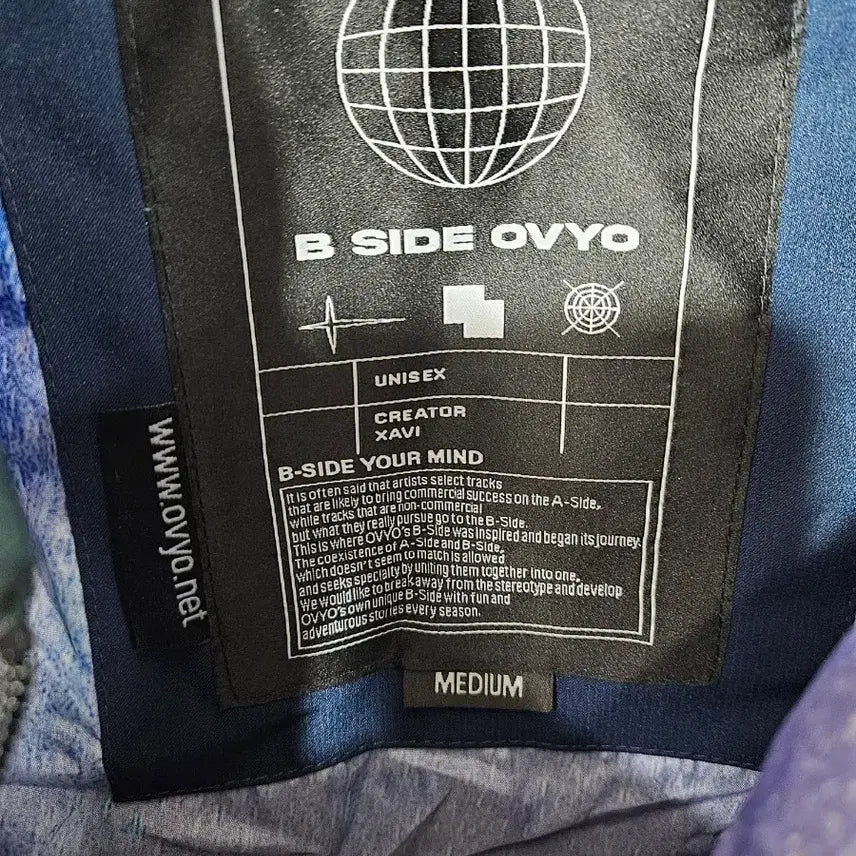 B SIDE OVYO
UNISEX
CREATOR
XAVI
B-SIDE YOUR MIND
It is often said that artists select tracks
that are likely to bring commercial success on the A-Side,
while tracks that are non-commercial
but what they really pursue go to the B-Side.
This is where OVYO's B-Side was inspired and began its journey.
The coexistence of A-Side and B-Side,
which doesn't seem to match is allowed
and seeks specialty by uniting them together into one,
We would like to break away from the stereotype and develop
OVYO's own unique B-Side with fun and
adventurous stories every season.
www.ovyo.net
MEDIUM